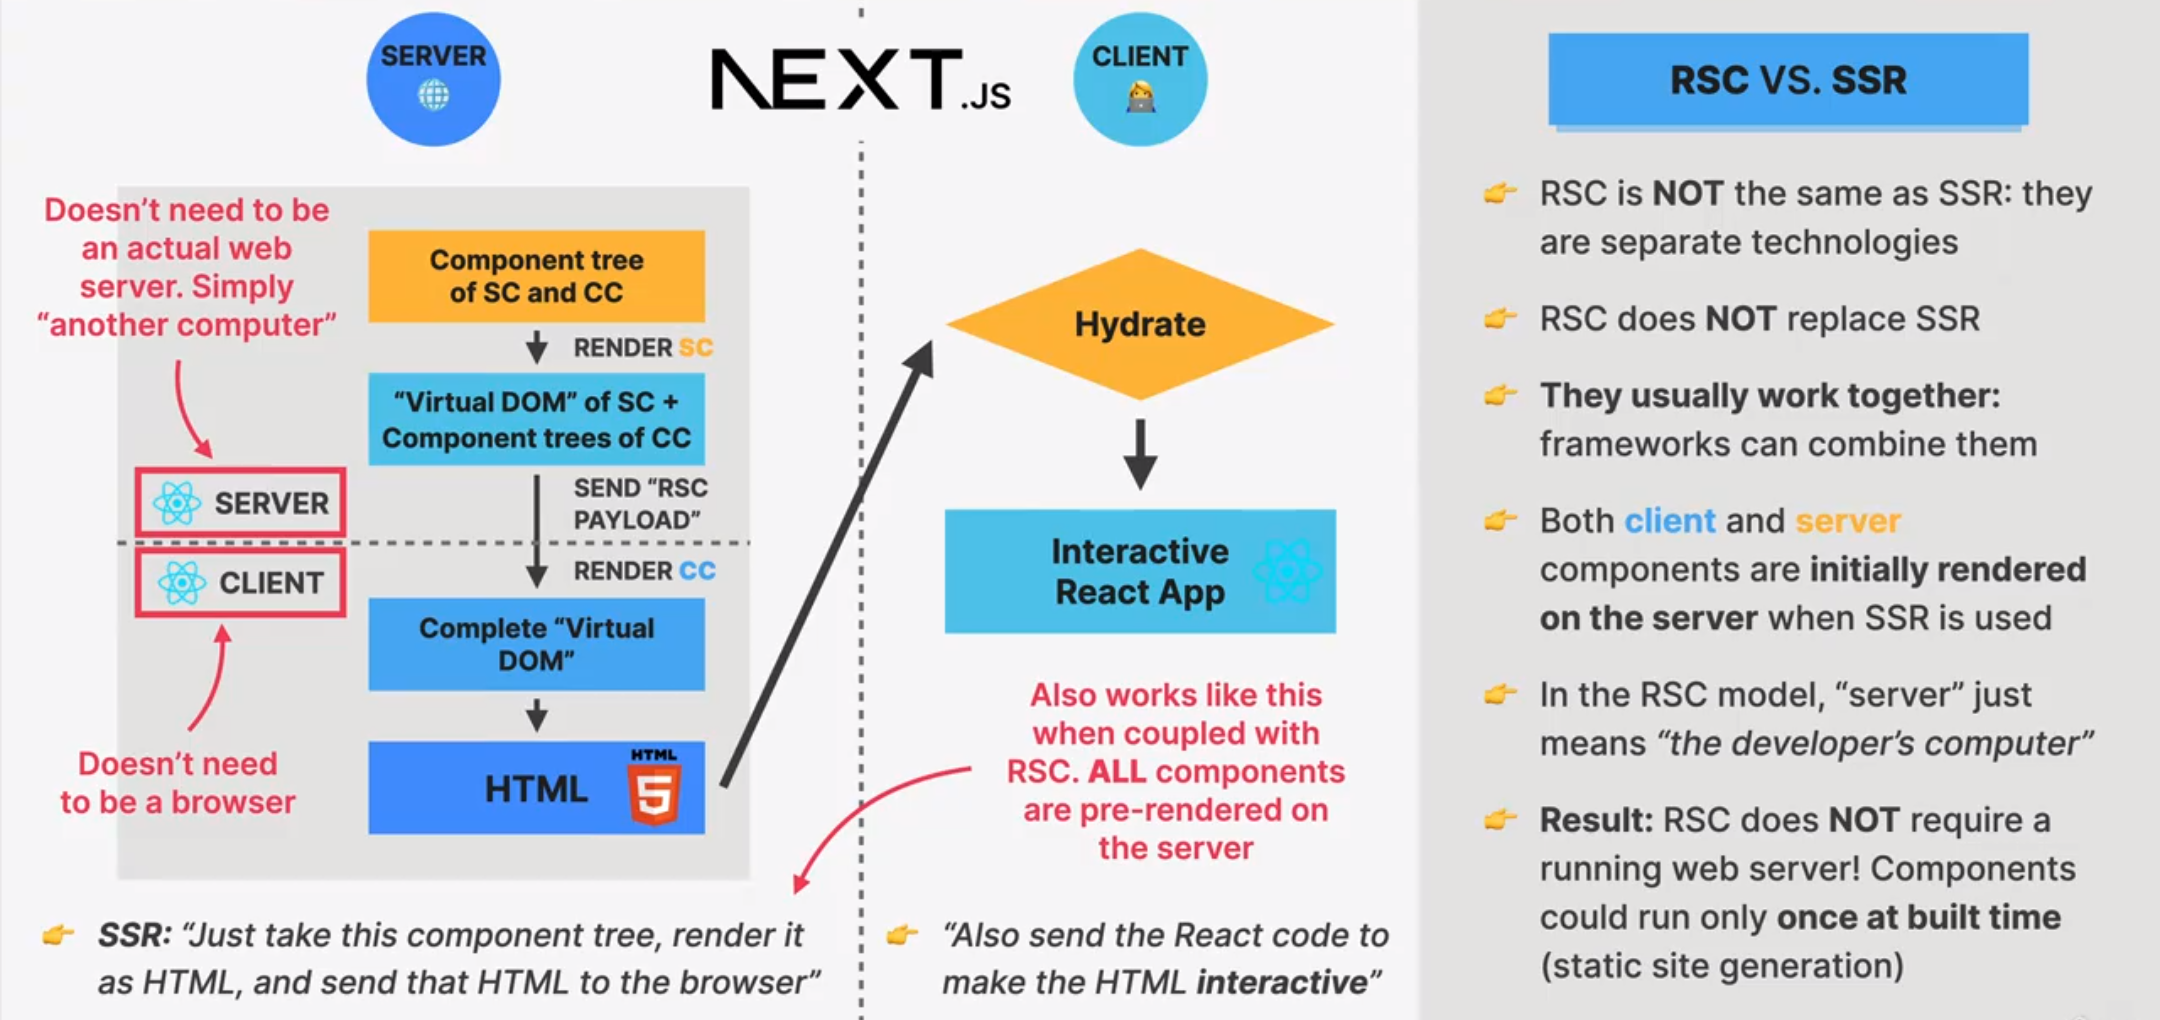 SERVER
NEXT.JS
CLIENT
Doesn’t need to be
an actual web
server. Simply
“another computer”
Component tree
of SC and CC
RENDER SC
“Virtual DOM” of SC +
Component trees of CC
SEND “RSC
PAYLOAD”
SERVER
CLIENT
RENDER CC
Complete “Virtual
DOM”
Doesn’t need
to be a browser
HTML
HTML
5
Hydrate
Interactive
React App
Also works like this
when coupled with
RSC. ALL components
are pre-rendered on
the server
👉 SSR: “Just take this component tree, render it
as HTML, and send that HTML to the browser”
👉 “Also send the React code to
make the HTML interactive”
RSC VS. SSR
👉 RSC is NOT the same as SSR: they
are separate technologies
👉 RSC does NOT replace SSR
👉 They usually work together:
frameworks can combine them
👉 Both client and server
components are initially rendered
on the server when SSR is used
👉 In the RSC model, “server” just
means “the developer’s computer”
👉 Result: RSC does NOT require a
running web server! Components
could run only once at built time
(static site generation)